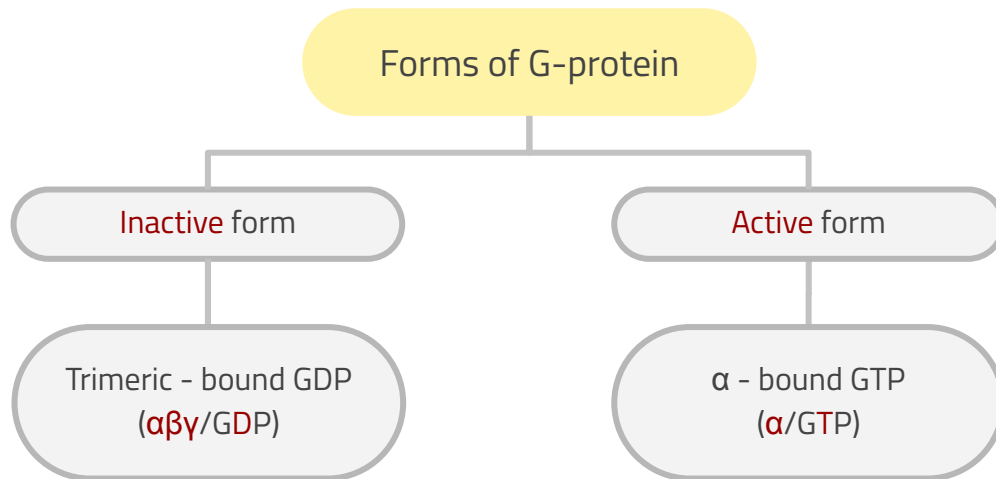 Forms of G-protein
Inactive form
Active form
Trimeric - bound GDP
(αβγ/GDP)
α - bound GTP
(α/GTP)